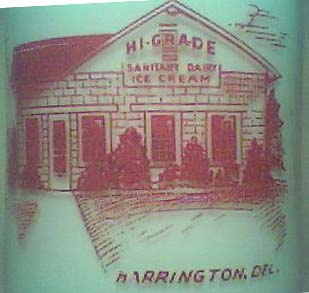 HI-GRADE
SANITARY DAIRY
ICE CREAM
HARRINGTON, DEL.